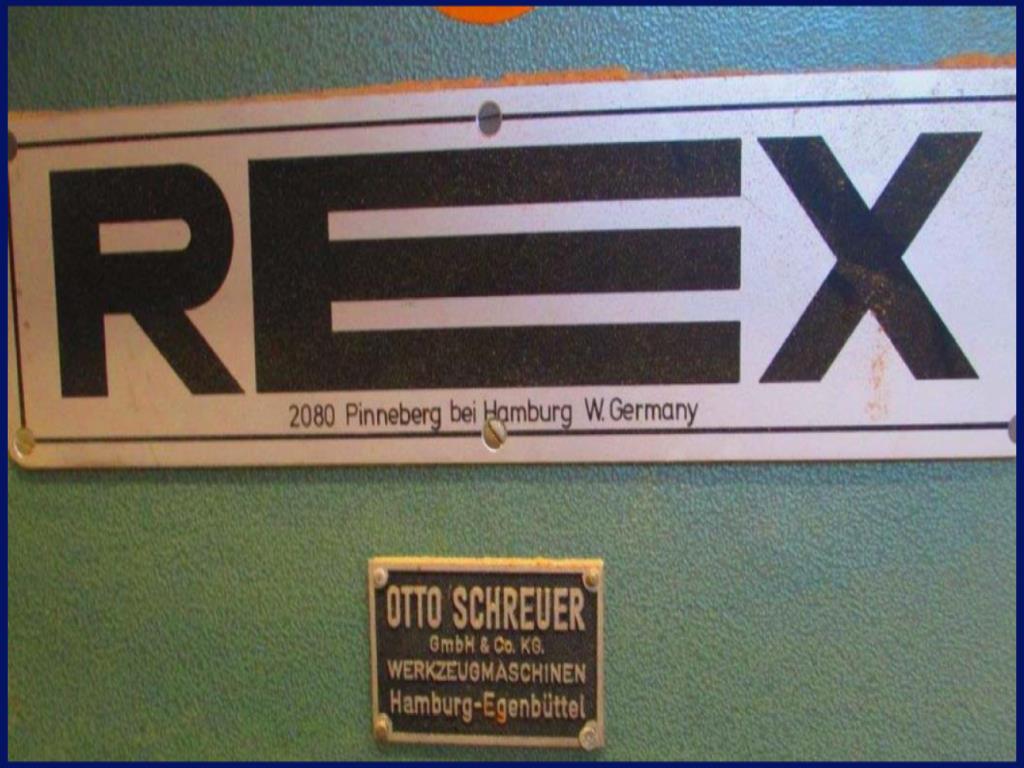 REX
2080 Pinneberg bei Hamburg W. Germany
OTTO SCHREUER
GmbH & Co. KG.
WERKZEUGMASCHINEN
Hamburg-Egenbüttel